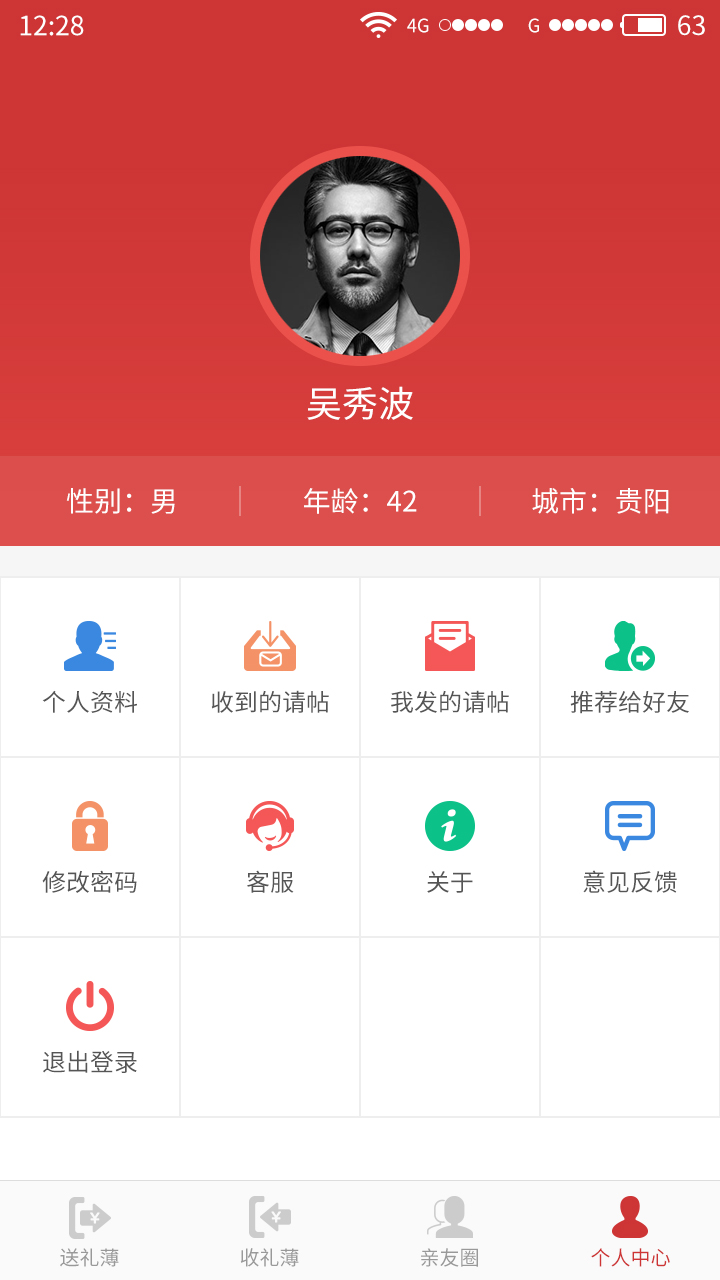 12:28 4G G 63
吴秀波
性别：男 年龄：42 城市：贵阳
个人资料 收到的请帖 我发的请帖 推荐给好友
修改密码 客服 关于 意见反馈
退出登录
送礼薄 收礼薄 亲友圈 个人中心